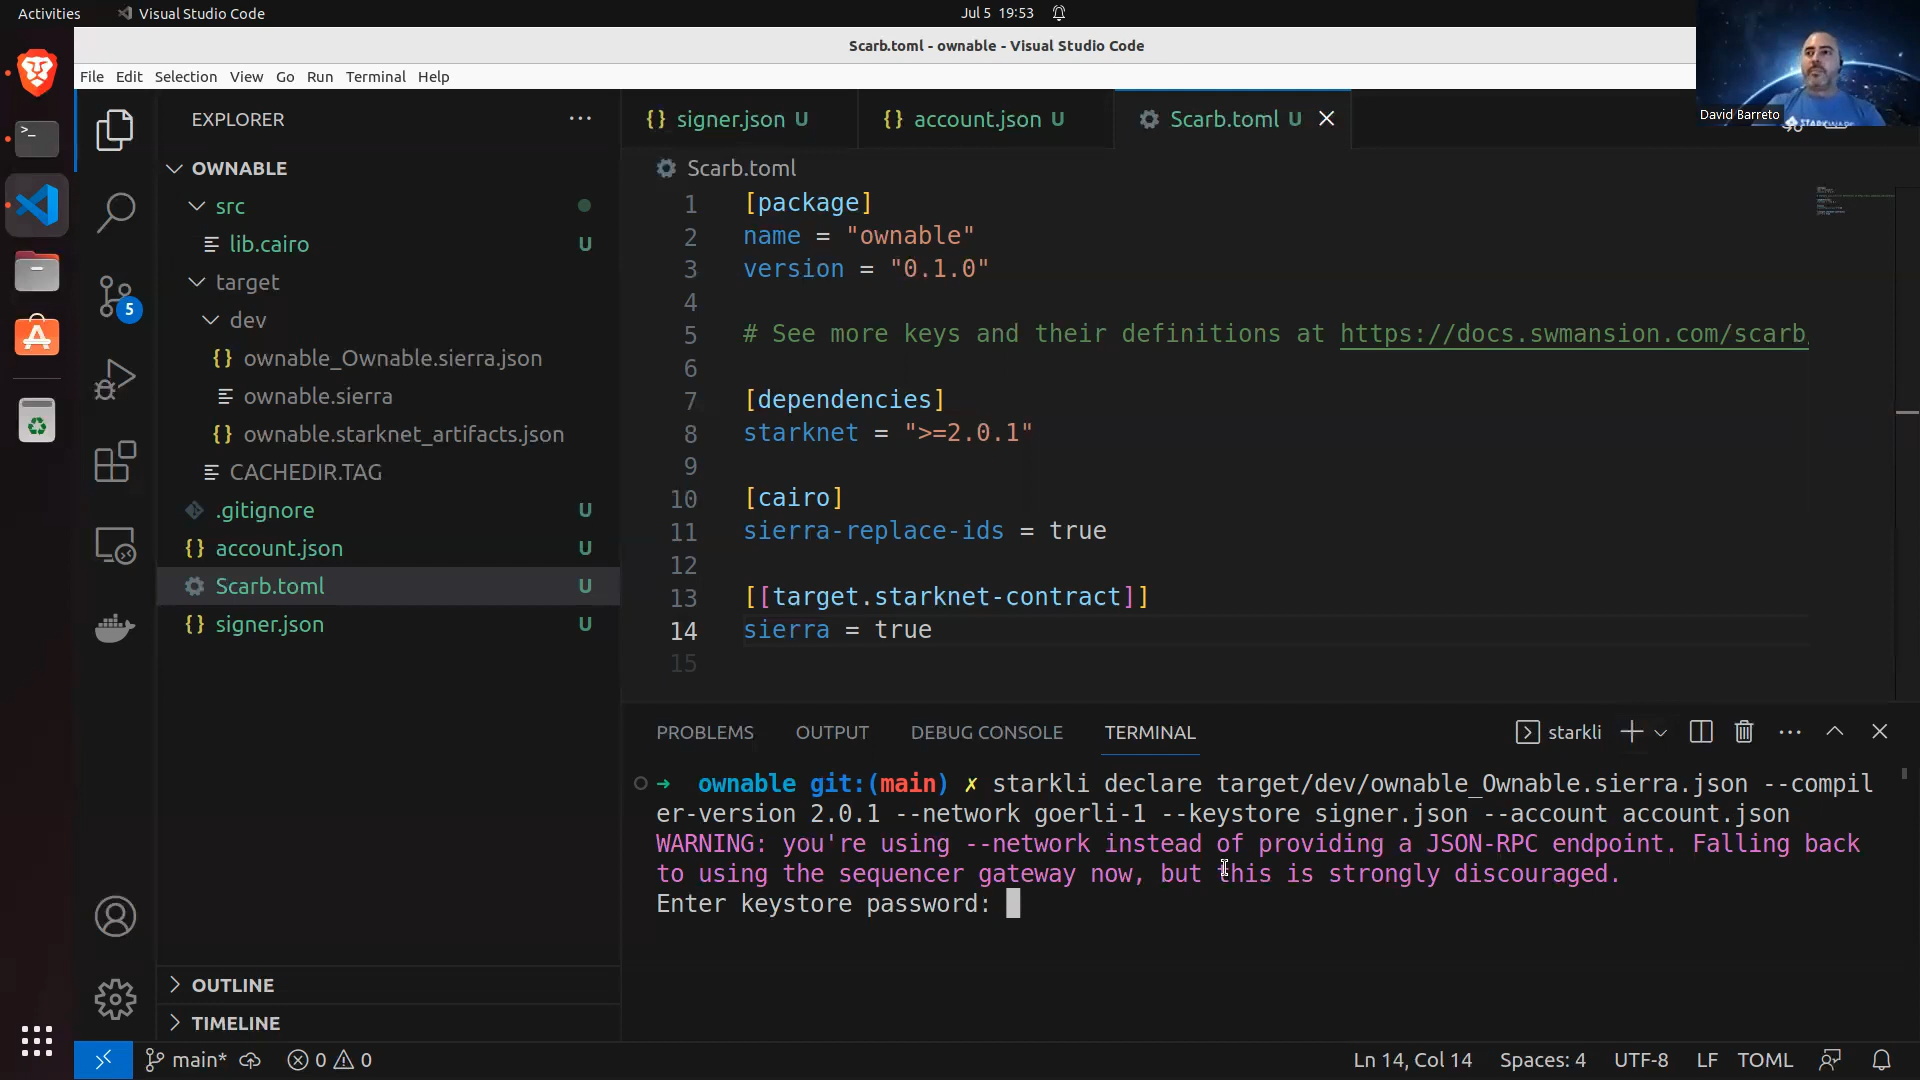 Activities
Visual Studio Code
Jul 5 19:53
Scarb.toml - ownable - Visual Studio Code
File Edit Selection View Go Run Terminal Help
David Barreto
EXPLORER
OWNABLE
src
lib.cairo U
target
dev
ownable_Ownable.sierra.json
ownable.sierra
ownable.starknet_artifacts.json
CACHEDIR.TAG
.gitignore U
account.json U
Scarb.toml U
signer.json U
OUTLINE
TIMELINE
5
signer.json U
account.json U
Scarb.toml U
Scarb.toml
1 [package]
2 name = "ownable"
3 version = "0.1.0"
4
5 # See more keys and their definitions at https://docs.swmansion.com/scarb
6
7 [dependencies]
8 starknet = ">=2.0.1"
9
10 [cairo]
11 sierra-replace-ids = true
12
13 [[target.starknet-contract]]
14 sierra = true
15
PROBLEMS OUTPUT DEBUG CONSOLE TERMINAL
starkli
→ ownable git:(main) ✗ starkli declare target/dev/ownable_Ownable.sierra.json --compil
er-version 2.0.1 --network goerli-1 --keystore signer.json --account account.json
WARNING: you're using --network instead of providing a JSON-RPC endpoint. Falling back
to using the sequencer gateway now, but this is strongly discouraged.
Enter keystore password:
main* 0 0
Ln 14, Col 14 Spaces: 4 UTF-8 LF TOML